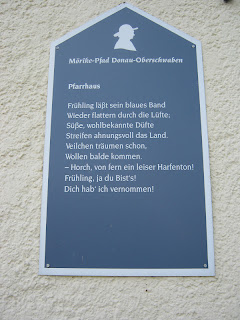 Mörike-Pfad Donau-Oberschwaben
Pfarrhaus
Frühling läßt sein blaues Band
Wieder flattern durch die Lüfte;
Süße, wohlbekannte Düfte
Streifen ahnungsvoll das Land.
Veilchen träumen schon,
Wollen balde kommen.
– Horch, von fern ein leiser Harfenton!
Frühling, ja du Bist's!
Dich hab' ich vernommen!